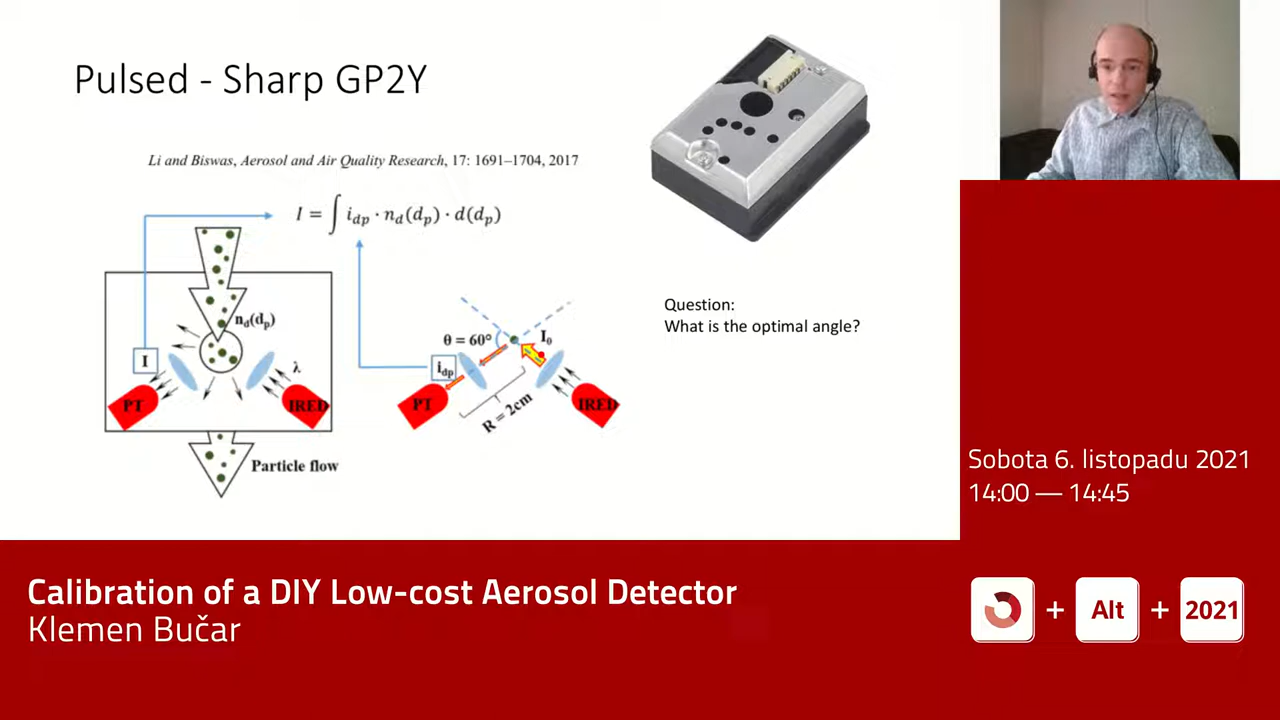 Pulsed - Sharp GP2Y
Li and Biswas, Aerosol and Air Quality Research, 17: 1691–1704, 2017
I = ∫ i_dp · n_d(d_p) · d(d_p)
n_d(d_p)
I
λ
PT
IRED
Particle flow
θ = 60°
I_0
i_dp
PT
R = 2cm
IRED
Question:
What is the optimal angle?
Sobota 6. listopadu 2021
14:00 — 14:45
Calibration of a DIY Low-cost Aerosol Detector
Klemen Bučar
+ Alt + 2021